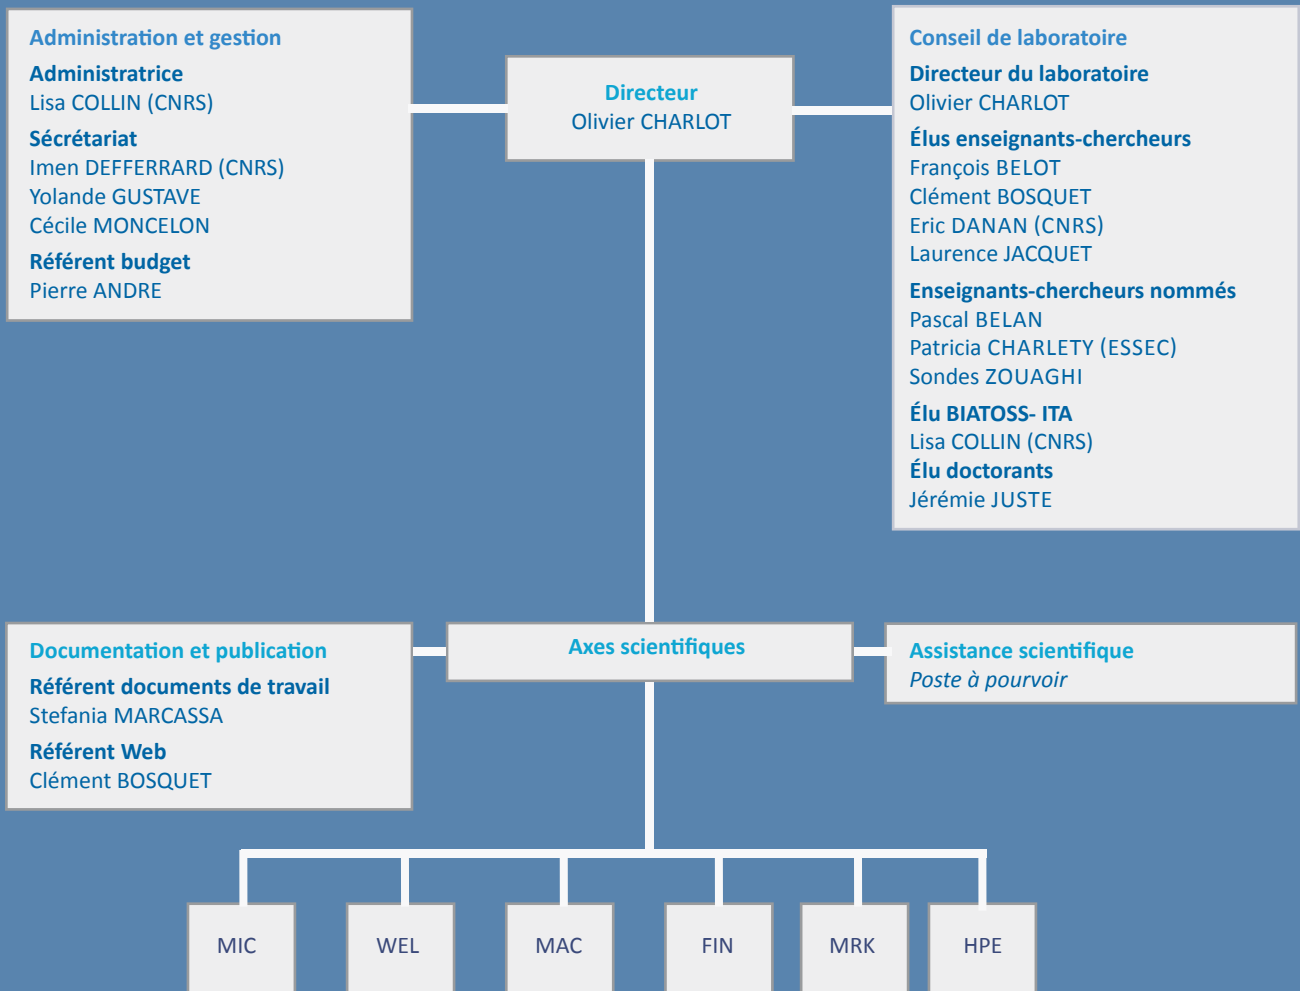 Administration et gestion
Administratrice
Lisa COLLIN (CNRS)
Sécrétariat
Imen DEFFERRARD (CNRS)
Yolande GUSTAVE
Cécile MONCELON
Référent budget
Pierre ANDRE
Directeur
Olivier CHARLOT
Conseil de laboratoire
Directeur du laboratoire
Olivier CHARLOT
Élus enseignants-chercheurs
François BELOT
Clément BOSQUET
Eric DANAN (CNRS)
Laurence JACQUET
Enseignants-chercheurs nommés
Pascal BELAN
Patricia CHARLETY (ESSEC)
Sondes ZOUAGHI
Élu BIATOSS- ITA
Lisa COLLIN (CNRS)
Élu doctorants
Jérémie JUSTE
Documentation et publication
Référent documents de travail
Stefania MARCASSA
Référent Web
Clément BOSQUET
Axes scientifiques
Assistance scientifique
Poste à pourvoir
MIC
WEL
MAC
FIN
MRK
HPE